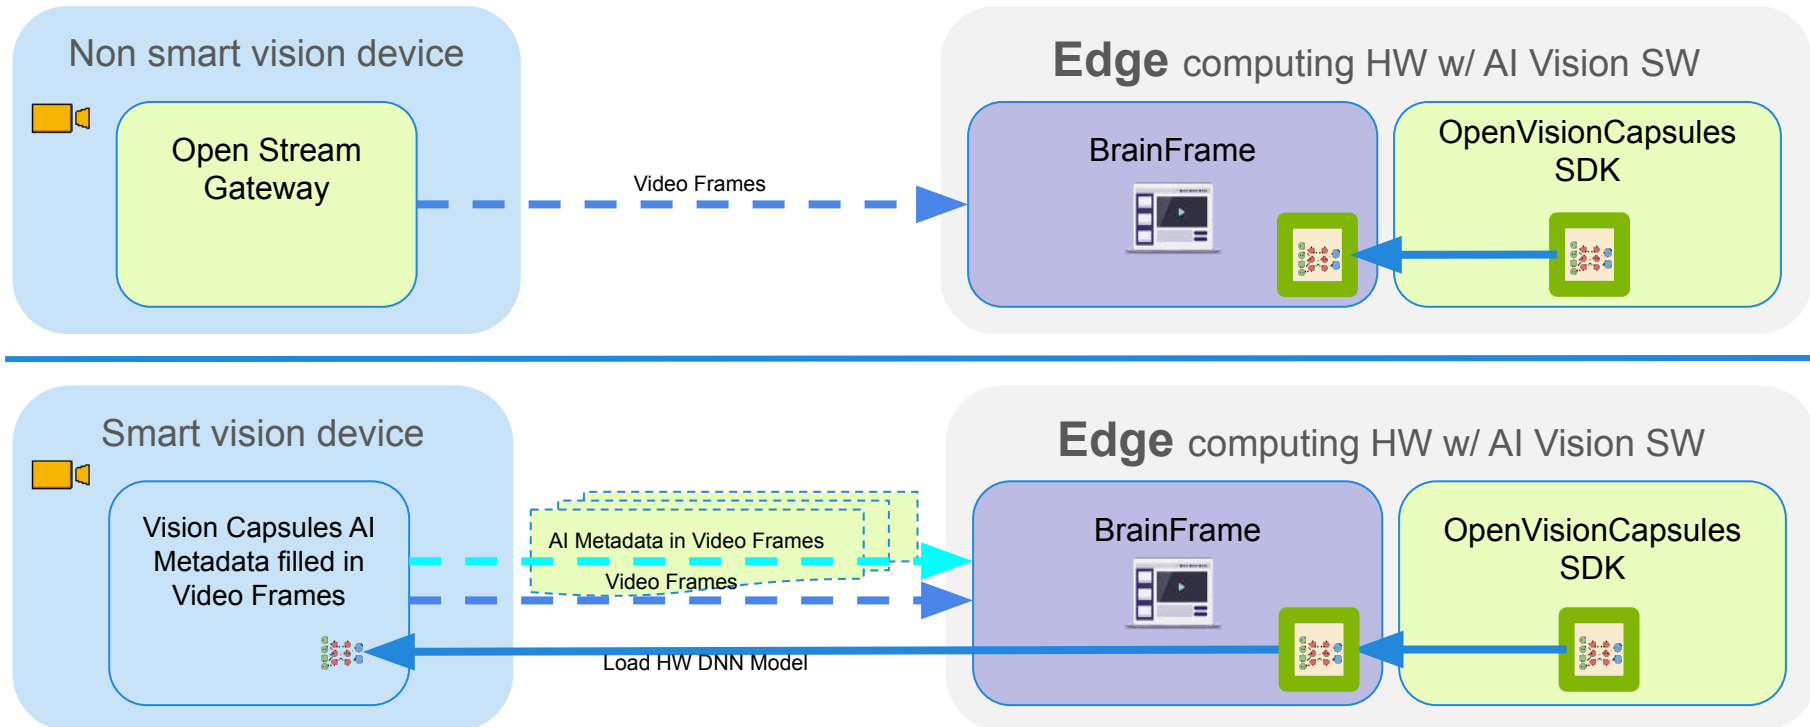 Non smart vision device
Edge computing HW w/ AI Vision SW
Open Stream
Gateway
Video Frames
BrainFrame
OpenVisionCapsules
SDK
Smart vision device
Edge computing HW w/ AI Vision SW
Vision Capsules AI
Metadata filled in
Video Frames
AI Metadata in Video Frames
Video Frames
Load HW DNN Model
BrainFrame
OpenVisionCapsules
SDK